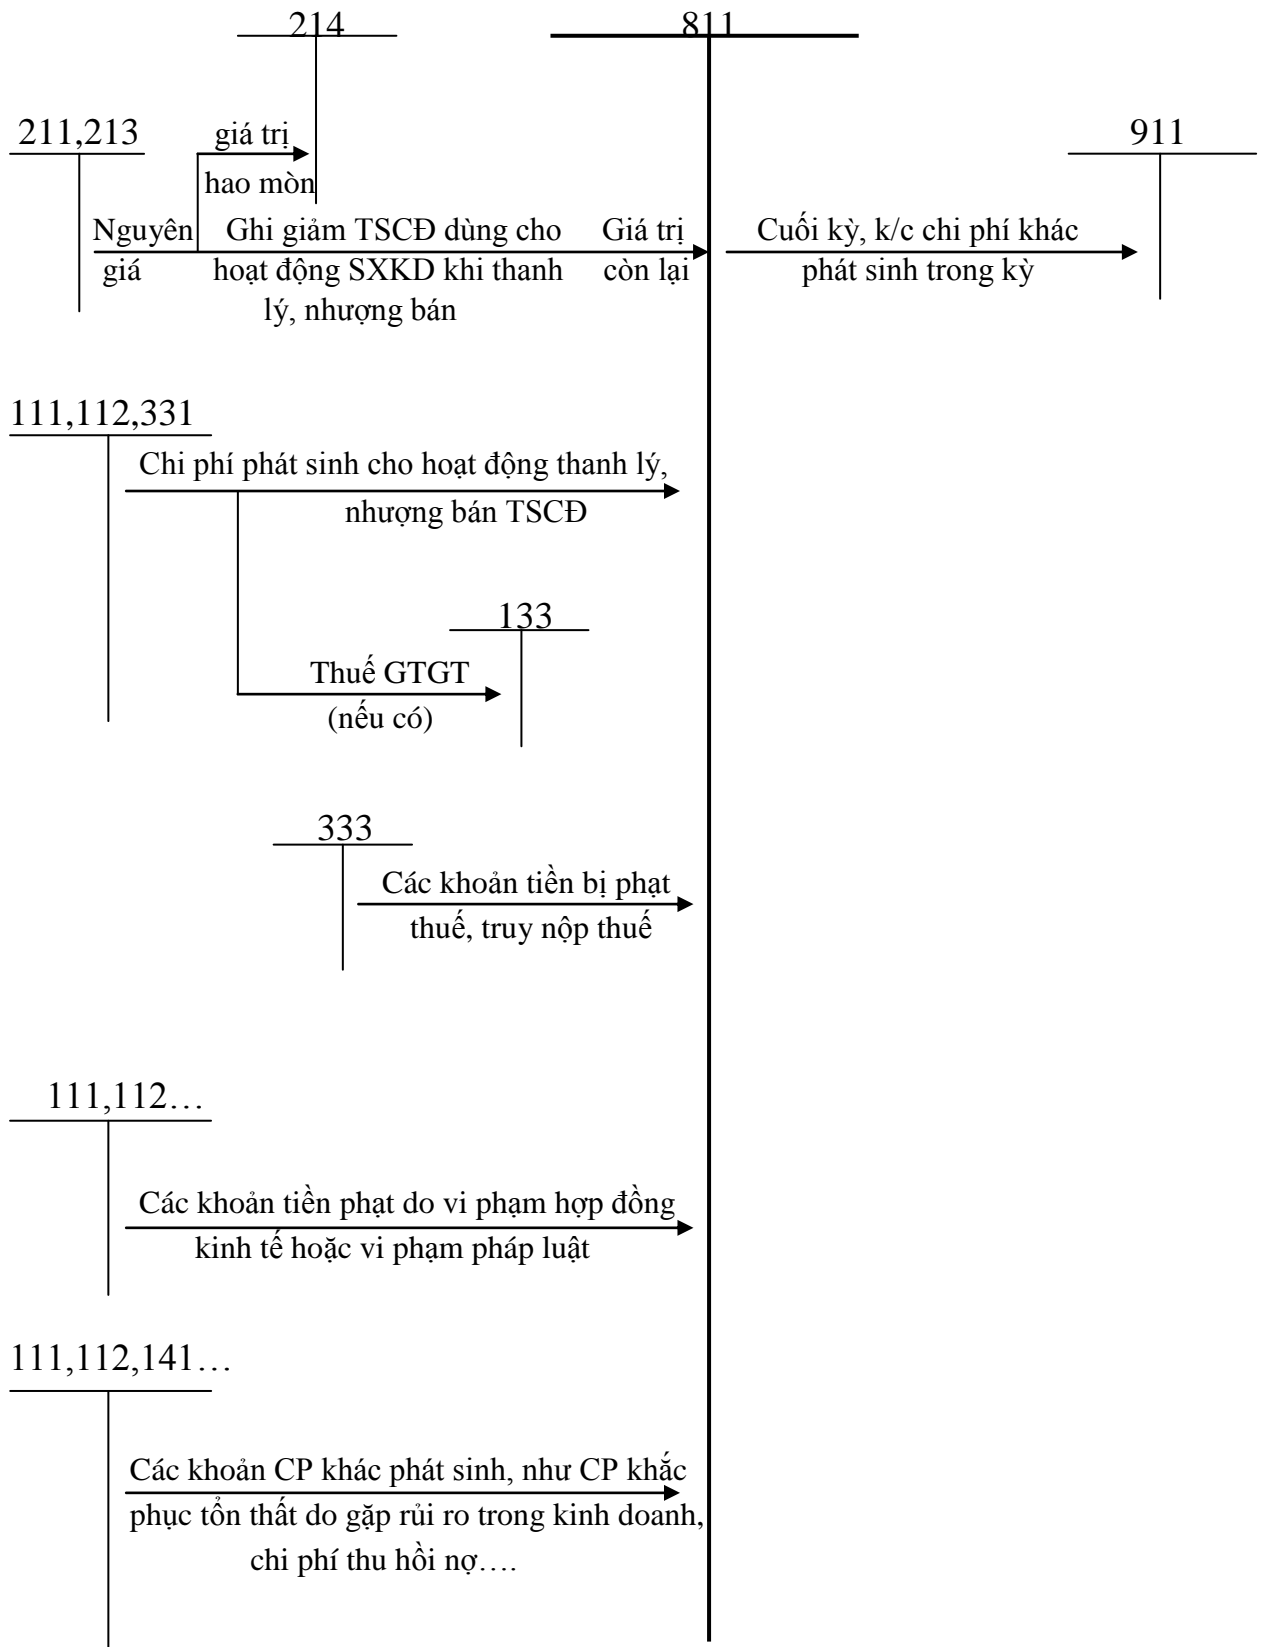 214
811
211,213
giá trị
hao mòn
911
Nguyên
giá
Ghi giảm TSCĐ dùng cho
hoạt động SXKD khi thanh
lý, nhượng bán
Giá trị
còn lại
Cuối kỳ, k/c chi phí khác
phát sinh trong kỳ
111,112,331
Chi phí phát sinh cho hoạt động thanh lý,
nhượng bán TSCĐ
133
Thuế GTGT
(nếu có)
333
Các khoản tiền bị phạt
thuế, truy nộp thuế
111,112…
Các khoản tiền phạt do vi phạm hợp đồng
kinh tế hoặc vi phạm pháp luật
111,112,141…
Các khoản CP khác phát sinh, như CP khắc
phục tổn thất do gặp rủi ro trong kinh doanh,
chi phí thu hồi nợ….